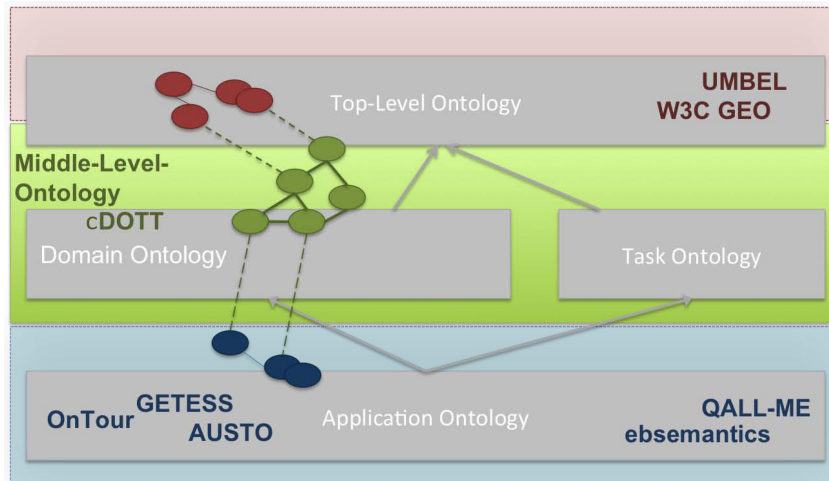 UMBEL
Top-Level Ontology
W3C GEO
Middle-Level-
Ontology
cDOTT
Domain Ontology
Task Ontology
GETESS
OnTour
AUSTO
Application Ontology
QALL-ME
ebsemantics